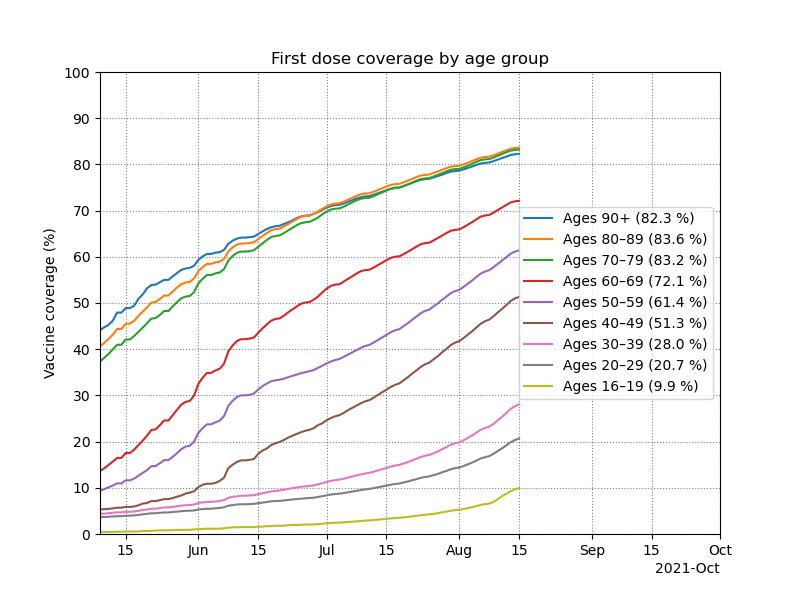 First dose coverage by age group
100
90
80
70
60
50
40
30
20
10
0
Vaccine coverage (%)
Ages 90+ (82.3 %)
Ages 80–89 (83.6 %)
Ages 70–79 (83.2 %)
Ages 60–69 (72.1 %)
Ages 50–59 (61.4 %)
Ages 40–49 (51.3 %)
Ages 30–39 (28.0 %)
Ages 20–29 (20.7 %)
Ages 16–19 (9.9 %)
15 Jun 15 Jul 15 Aug 15 Sep 15 Oct
2021-Oct